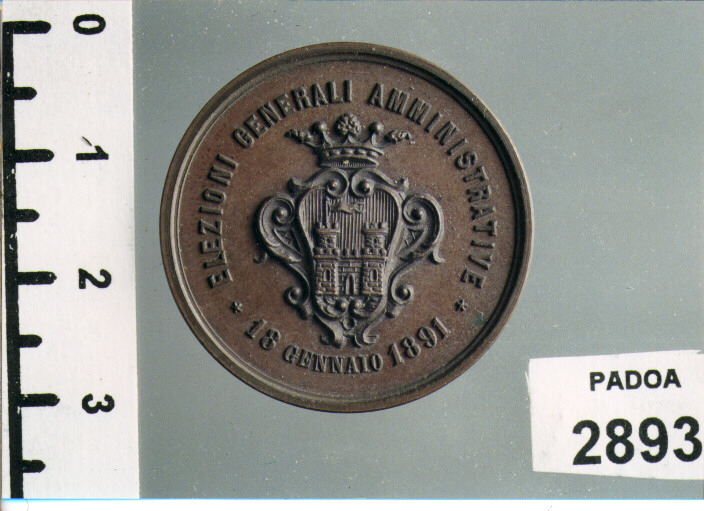 0
1
2
3
ELEZIONI GENERALI AMMINISTRATIVE
* 18 GENNAIO 1891 *
PADOA
2893